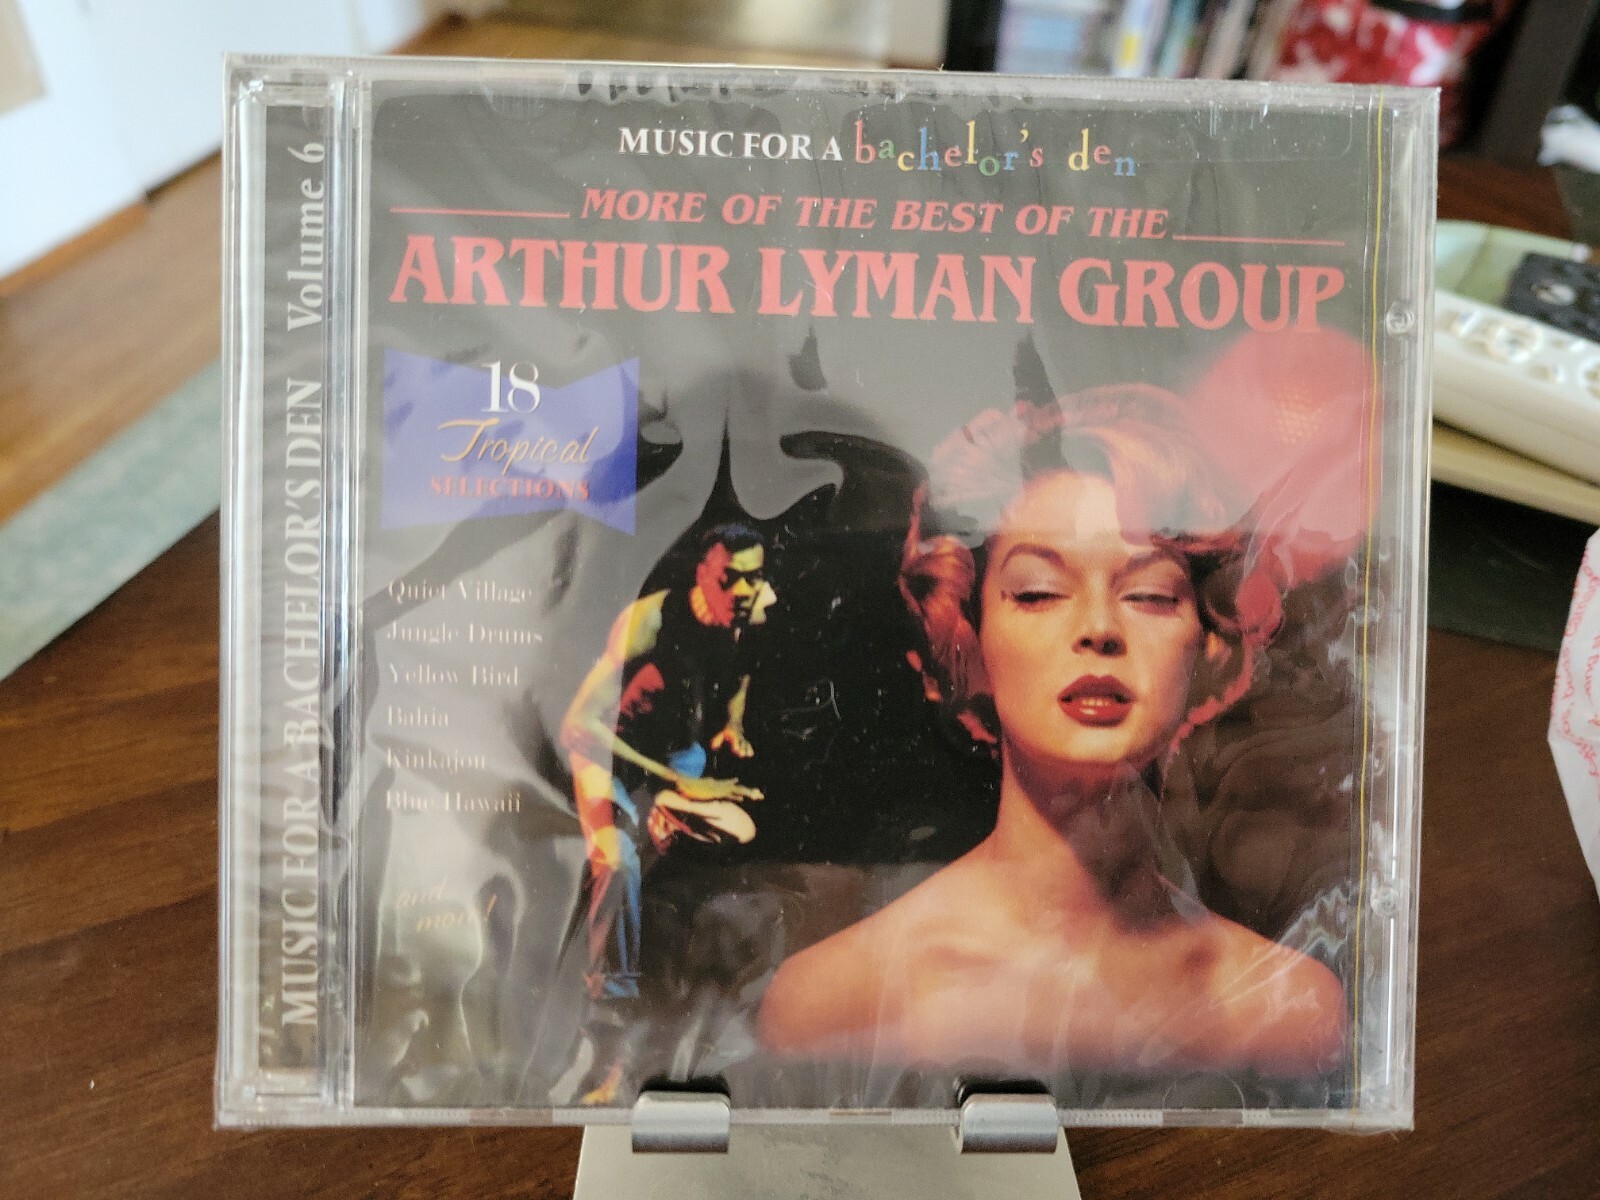 MUSIC FOR A bachelor's den
MORE OF THE BEST OF THE
ARTHUR LYMAN GROUP
18
Tropical
SELECTIONS
Quiet Village
Jungle Drums
Yellow Bird
Bahia
Kinkajou
Blue Hawaii
and
more!
MUSIC FOR A BACHELOR'S DEN Volume 6